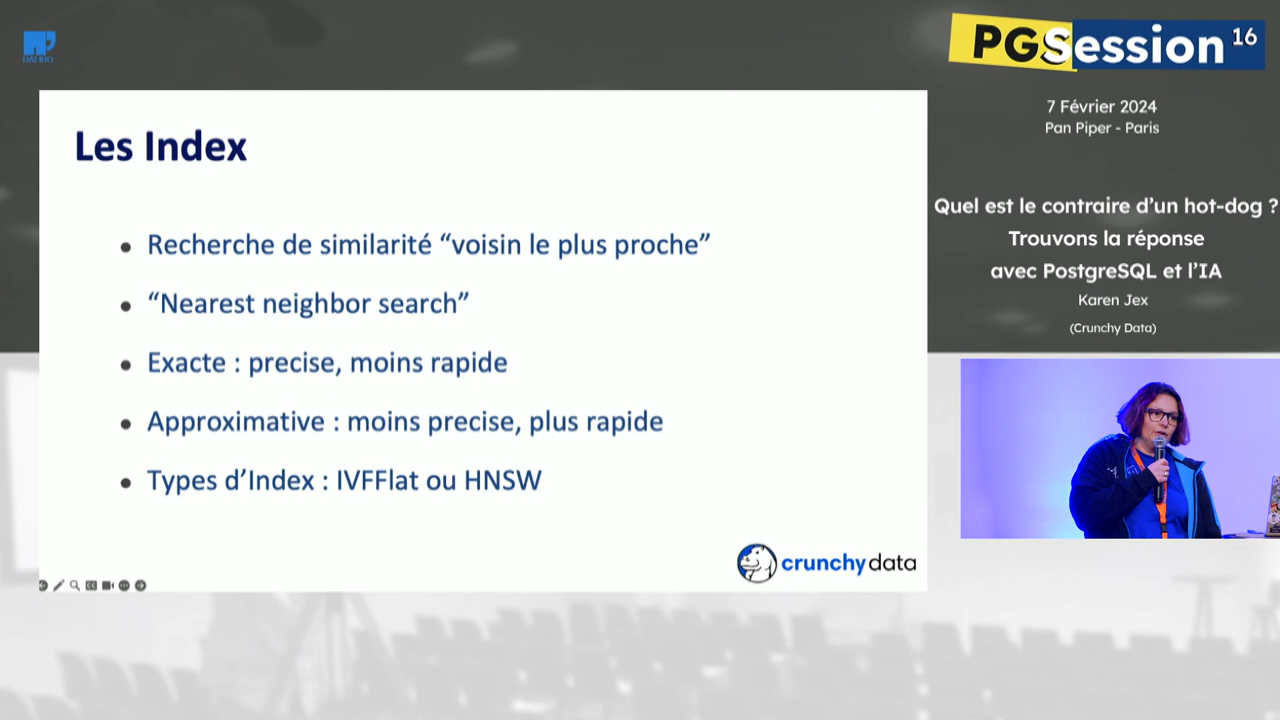 PGSession 16
7 Février 2024
Pan Piper - Paris
Quel est le contraire d'un hot-dog ?
Trouvons la réponse
avec PostgreSQL et l'IA
Karen Jex
(Crunchy Data)
Les Index
• Recherche de similarité “voisin le plus proche”
• “Nearest neighbor search”
• Exacte : precise, moins rapide
• Approximative : moins precise, plus rapide
• Types d'Index : IVFFlat ou HNSW
crunchydata